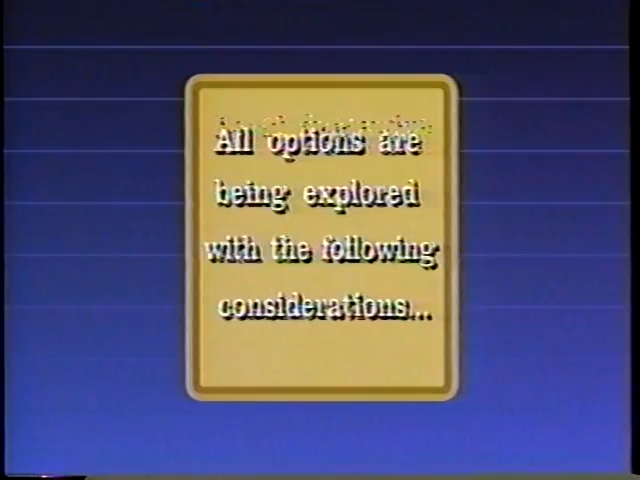 All options are
being explored
with the following
considerations...